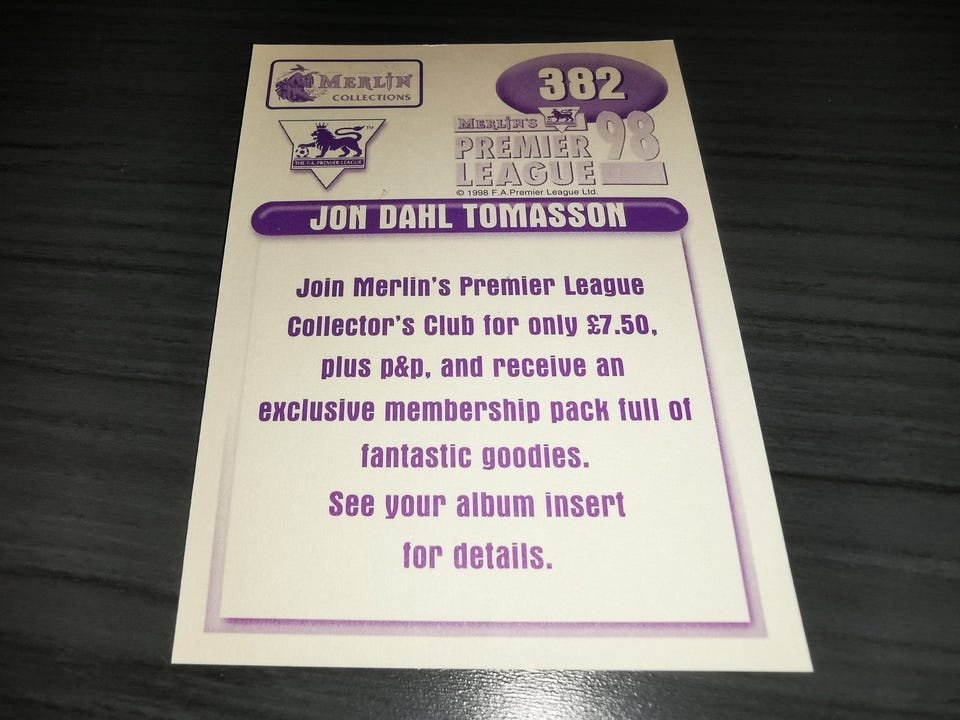 MERLIN
COLLECTIONS
382
THE F.A. PREMIER LEAGUE
TM
MERLIN'S
PREMIER
LEAGUE
98
© 1998 F.A.Premier League Ltd.
JON DAHL TOMASSON
Join Merlin's Premier League
Collector's Club for only £7.50,
plus p&p, and receive an
exclusive membership pack full of
fantastic goodies.
See your album insert
for details.